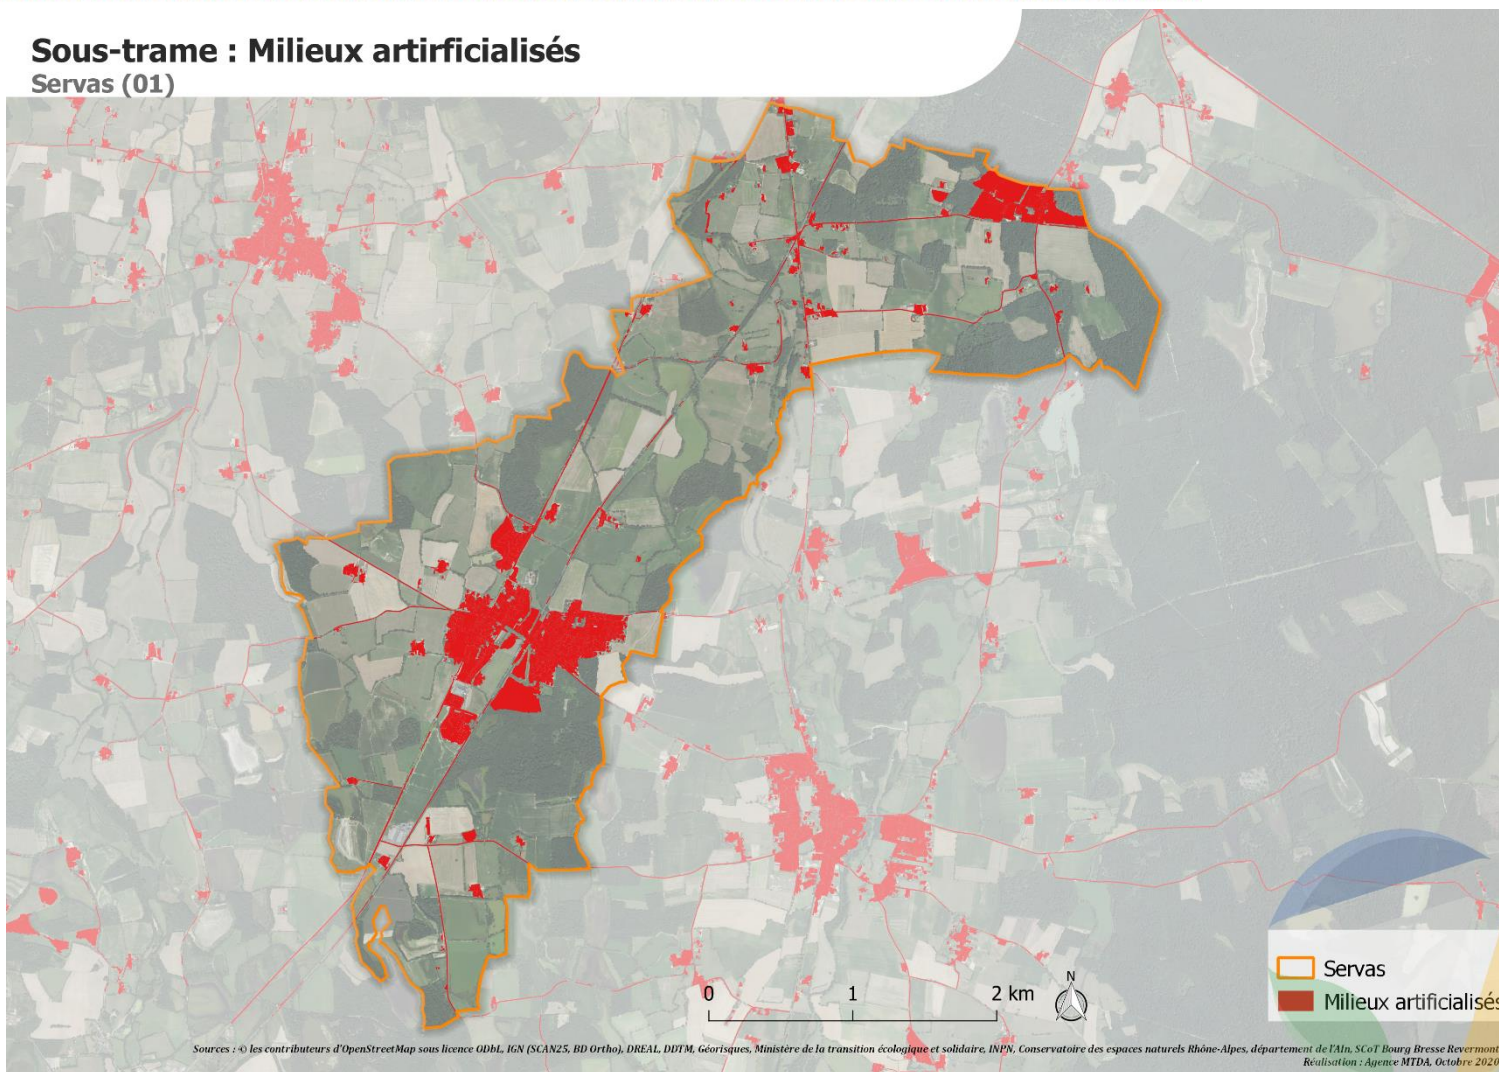 Sous-trame : Milieux artirficialisés
Servas (01)
N
0 1 2 km
Servas
Milieux artificialisés
Sources : © les contributeurs d'OpenStreetMap sous licence ODbL, IGN (SCAN25, BD Ortho), DREAL, DDTM, Géorisques, Ministère de la transition écologique et solidaire, INPN, Conservatoire des espaces naturels Rhône-Alpes, département de l'Ain, SCoT Bourg Bresse Revermont
Réalisation : Agence MTDA, Octobre 2020